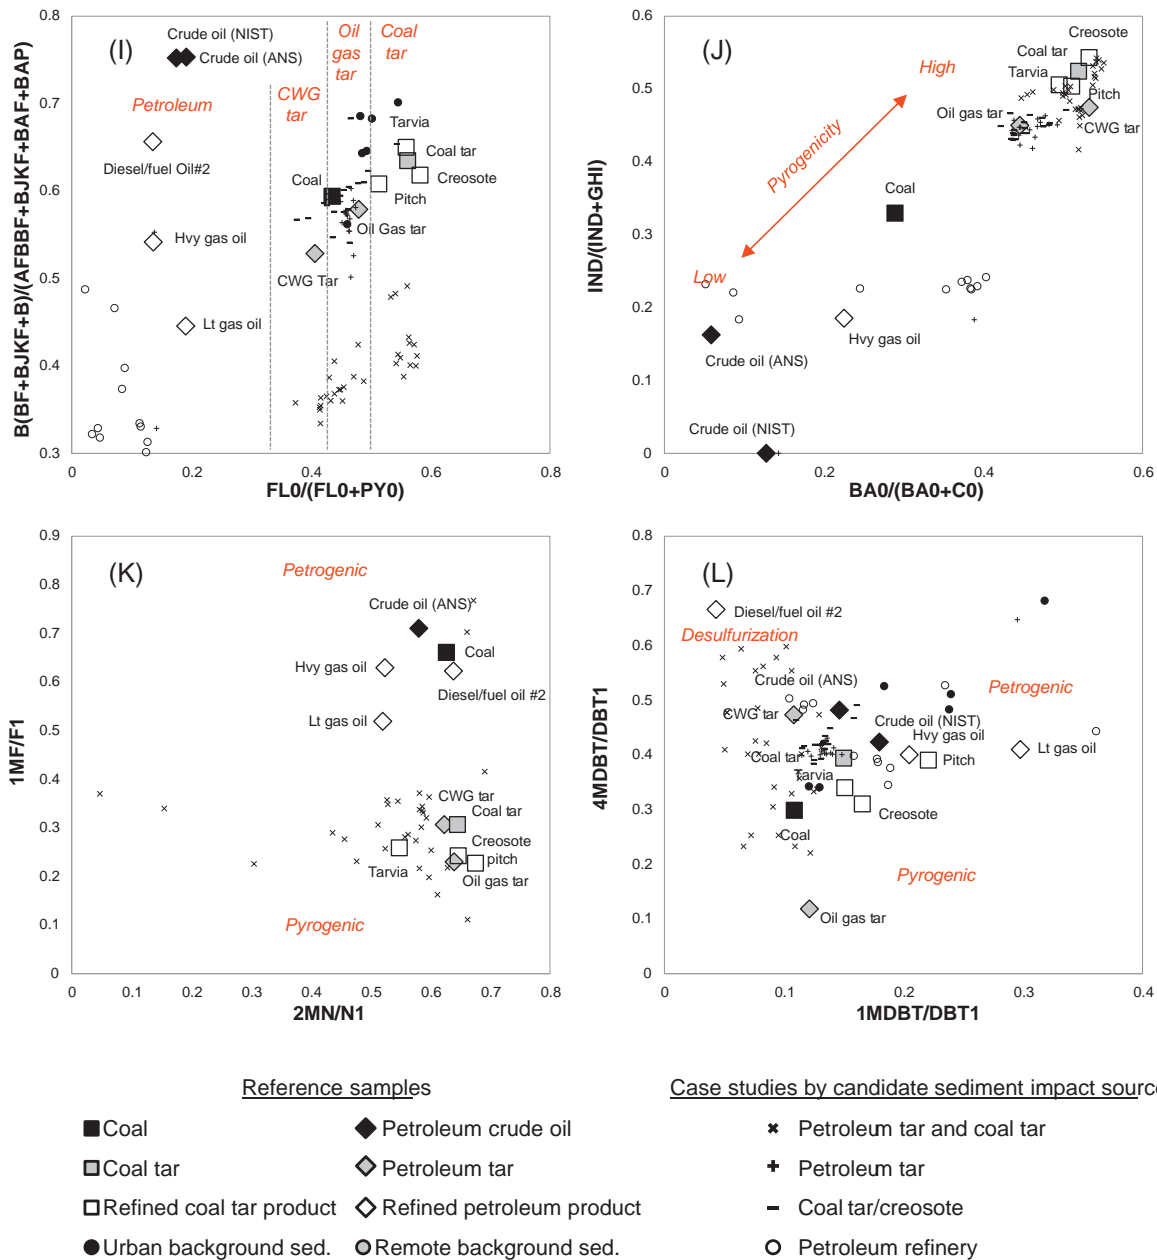 (I)
B(BF+BJKF+B)/(AFBBF+BJKF+BAF+BAP)
0.8
0.7
0.6
0.5
0.4
0.3
Crude oil (NIST)
Crude oil (ANS)
Oil
gas
tar
Coal
tar
Petroleum
CWG
tar
Tarvia
Coal tar
Diesel/fuel Oil#2
Coal
Creosote
Pitch
Hvy gas oil
Oil Gas tar
CWG Tar
Lt gas oil
0
0.2
0.4
0.6
0.8
FL0/(FL0+PY0)
(J)
IND/(IND+GHI)
0.6
0.5
0.4
0.3
0.2
0.1
0
Creosote
Coal tar
High
Tarvia
Pitch
Oil gas tar
CWG tar
Pyrogenicity
Coal
Low
Hvy gas oil
Crude oil (ANS)
Crude oil (NIST)
0
0.2
0.4
0.6
BA0/(BA0+C0)
(K)
1MF/F1
0.9
0.8
0.7
0.6
0.5
0.4
0.3
0.2
0.1
0
Petrogenic
Crude oil (ANS)
Coal
Hvy gas oil
Diesel/fuel oil #2
Lt gas oil
CWG tar
Coal tar
Creosote
pitch
Tarvia
Oil gas tar
Pyrogenic
0
0.1
0.2
0.3
0.4
0.5
0.6
0.7
0.8
2MN/N1
(L)
4MDBT/DBT1
0.8
0.7
0.6
0.5
0.4
0.3
0.2
0.1
0
Diesel/fuel oil #2
Desulfurization
Crude oil (ANS)
Petrogenic
CWG tar
Crude oil (NIST)
Hvy gas oil
Lt gas oil
Coal tar
Pitch
Tarvia
Creosote
Coal
Pyrogenic
Oil gas tar
0
0.1
0.2
0.3
0.4
1MDBT/DBT1
Reference samples
Coal
Petroleum crude oil
Coal tar
Petroleum tar
Refined coal tar product
Refined petroleum product
Urban background sed.
Remote background sed.
Case studies by candidate sediment impact source
Petroleum tar and coal tar
Petroleum tar
Coal tar/creosote
Petroleum refinery